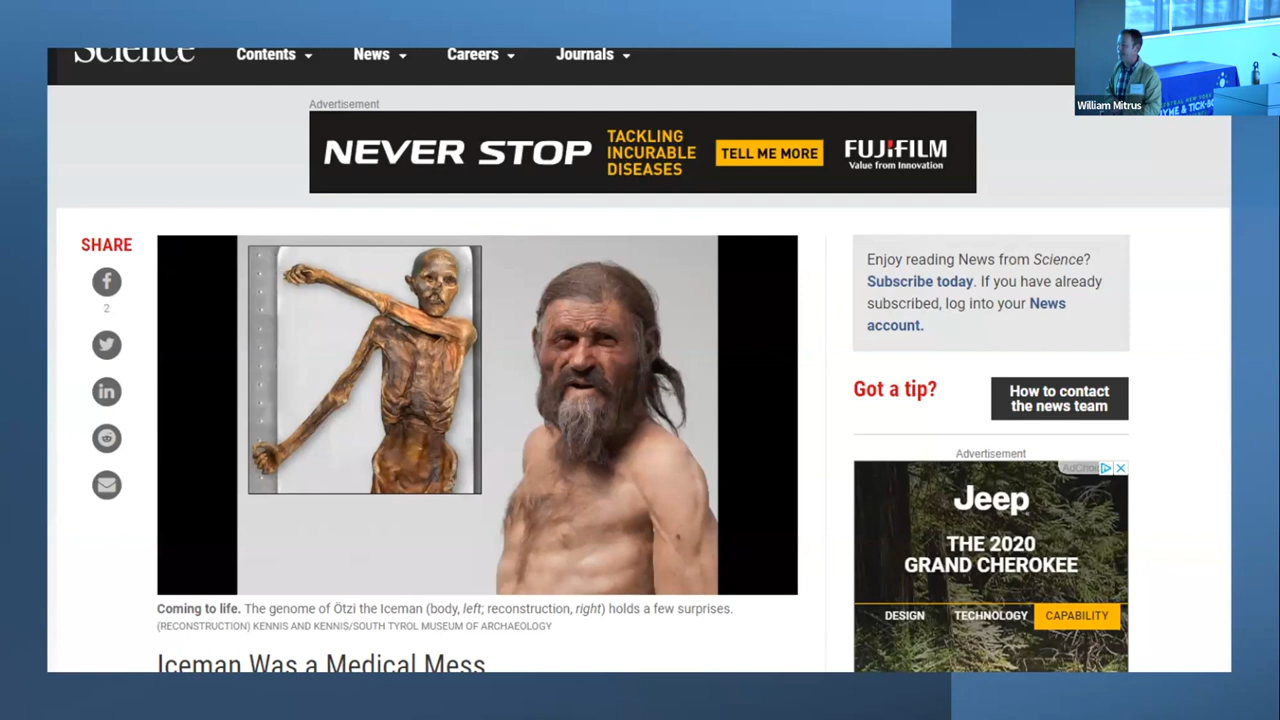 Science
Contents
News
Careers
Journals
William Mitrus
CENTRAL NEW YORK
Advertisement
NEVER STOP
TACKLING
INCURABLE
DISEASES
TELL ME MORE
FUJIFILM
Value from Innovation
SHARE
2
Enjoy reading News from Science?
Subscribe today. If you have already
subscribed, log into your News
account.
Got a tip?
How to contact
the news team
Advertisement
Jeep
THE 2020
GRAND CHEROKEE
DESIGN
TECHNOLOGY
CAPABILITY
Coming to life. The genome of Ötzi the Iceman (body, left; reconstruction, right) holds a few surprises.
(RECONSTRUCTION) KENNIS AND KENNIS/SOUTH TYROL MUSEUM OF ARCHAEOLOGY
Iceman Was a Medical Mess